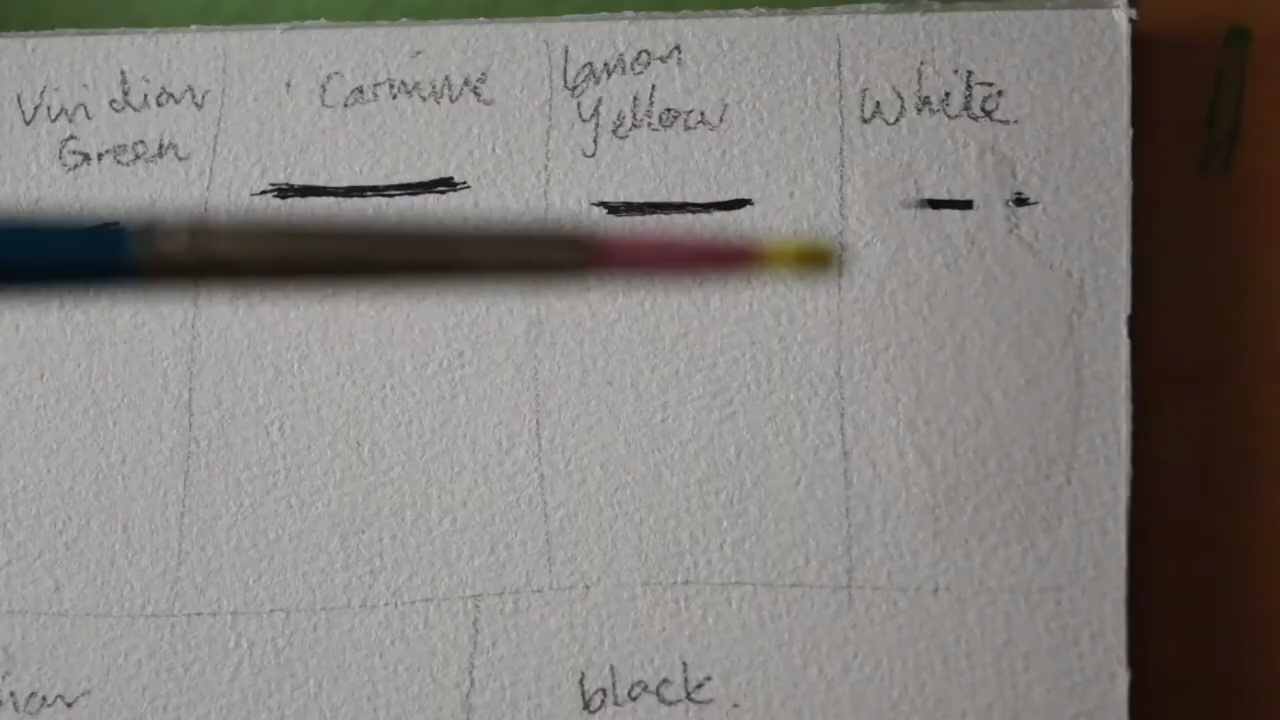 Viridian
Green
Carmine
Lemon
Yellow
White
black.